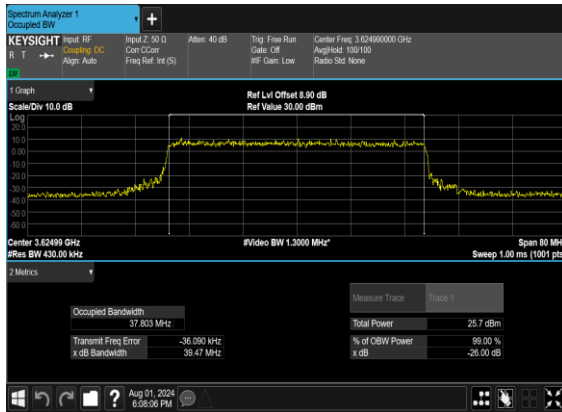 Spectrum Analyzer 1
Occupied BW
+
KEYSIGHT Input: RF Input Z: 50 Ω Atten: 40 dB Trig: Free Run Center Freq: 3.624990000 GHz
R T Coupling: DC Corr CCorr Gate: Off Avg|Hold: 100/100
Align: Auto Freq Ref: Int (S) #IF Gain: Low Radio Std: None
LXI
1 Graph
Ref Lvl Offset 8.90 dB
Scale/Div 10.0 dB Ref Value 30.00 dBm
Log
20.0
10.0
0.00
-10.0
-20.0
-30.0
-40.0
-50.0
-60.0
Center 3.62499 GHz #Video BW 1.3000 MHz* Span 80 MH
#Res BW 430.00 kHz Sweep 1.00 ms (1001 pts
2 Metrics
Measure Trace Trace 1
Occupied Bandwidth
37.803 MHz Total Power 25.7 dBm
Transmit Freq Error -36.090 kHz % of OBW Power 99.00 %
x dB Bandwidth 39.47 MHz x dB -26.00 dB
? Aug 01, 2024
6:08:06 PM